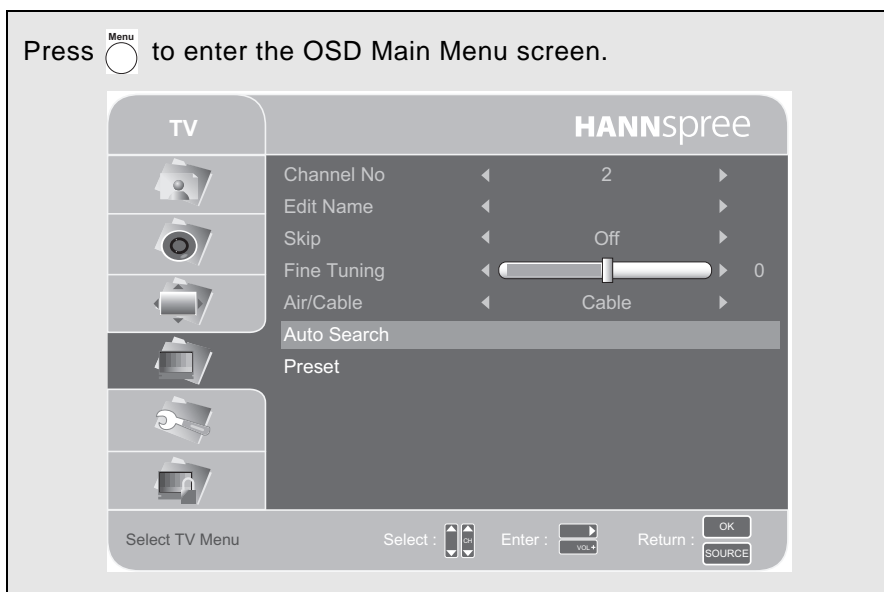 Press Menu to enter the OSD Main Menu screen.
TV HANNspree
Channel No 2
Edit Name
Skip Off
Fine Tuning 0
Air/Cable Cable
Auto Search
Preset
Select TV Menu Select : CH Enter : VOL+ Return : OK SOURCE